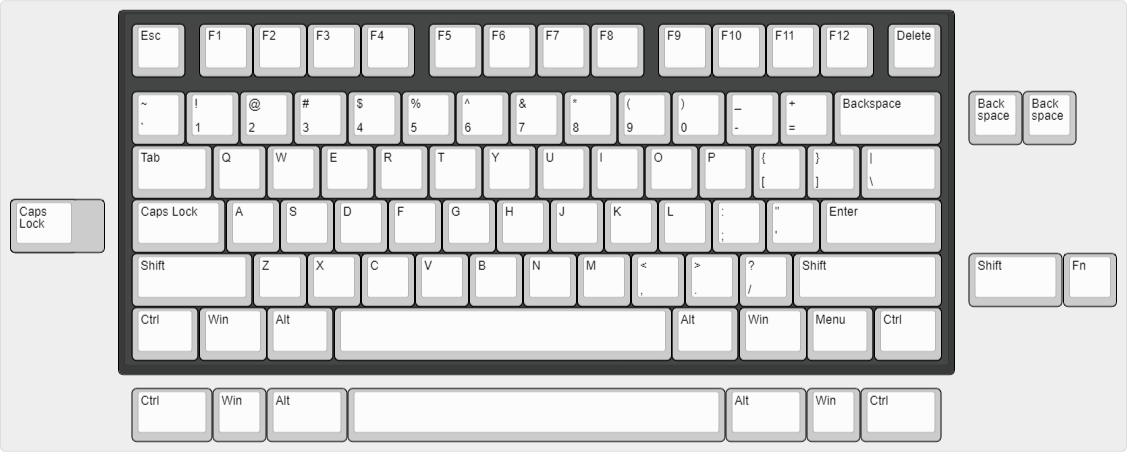 Esc F1 F2 F3 F4 F5 F6 F7 F8 F9 F10 F11 F12 Delete
~ ! @ # $ % ^ & * ( ) _ + Backspace Back Back
` 1 2 3 4 5 6 7 8 9 0 - = space space
Tab Q W E R T Y U I O P { } |
[ ] \
Caps Caps Lock A S D F G H J K L : " Enter
Lock ; '
Shift Z X C V B N M < > ? Shift Shift Fn
, . /
Ctrl Win Alt Alt Win Menu Ctrl
Ctrl Win Alt Alt Win Ctrl